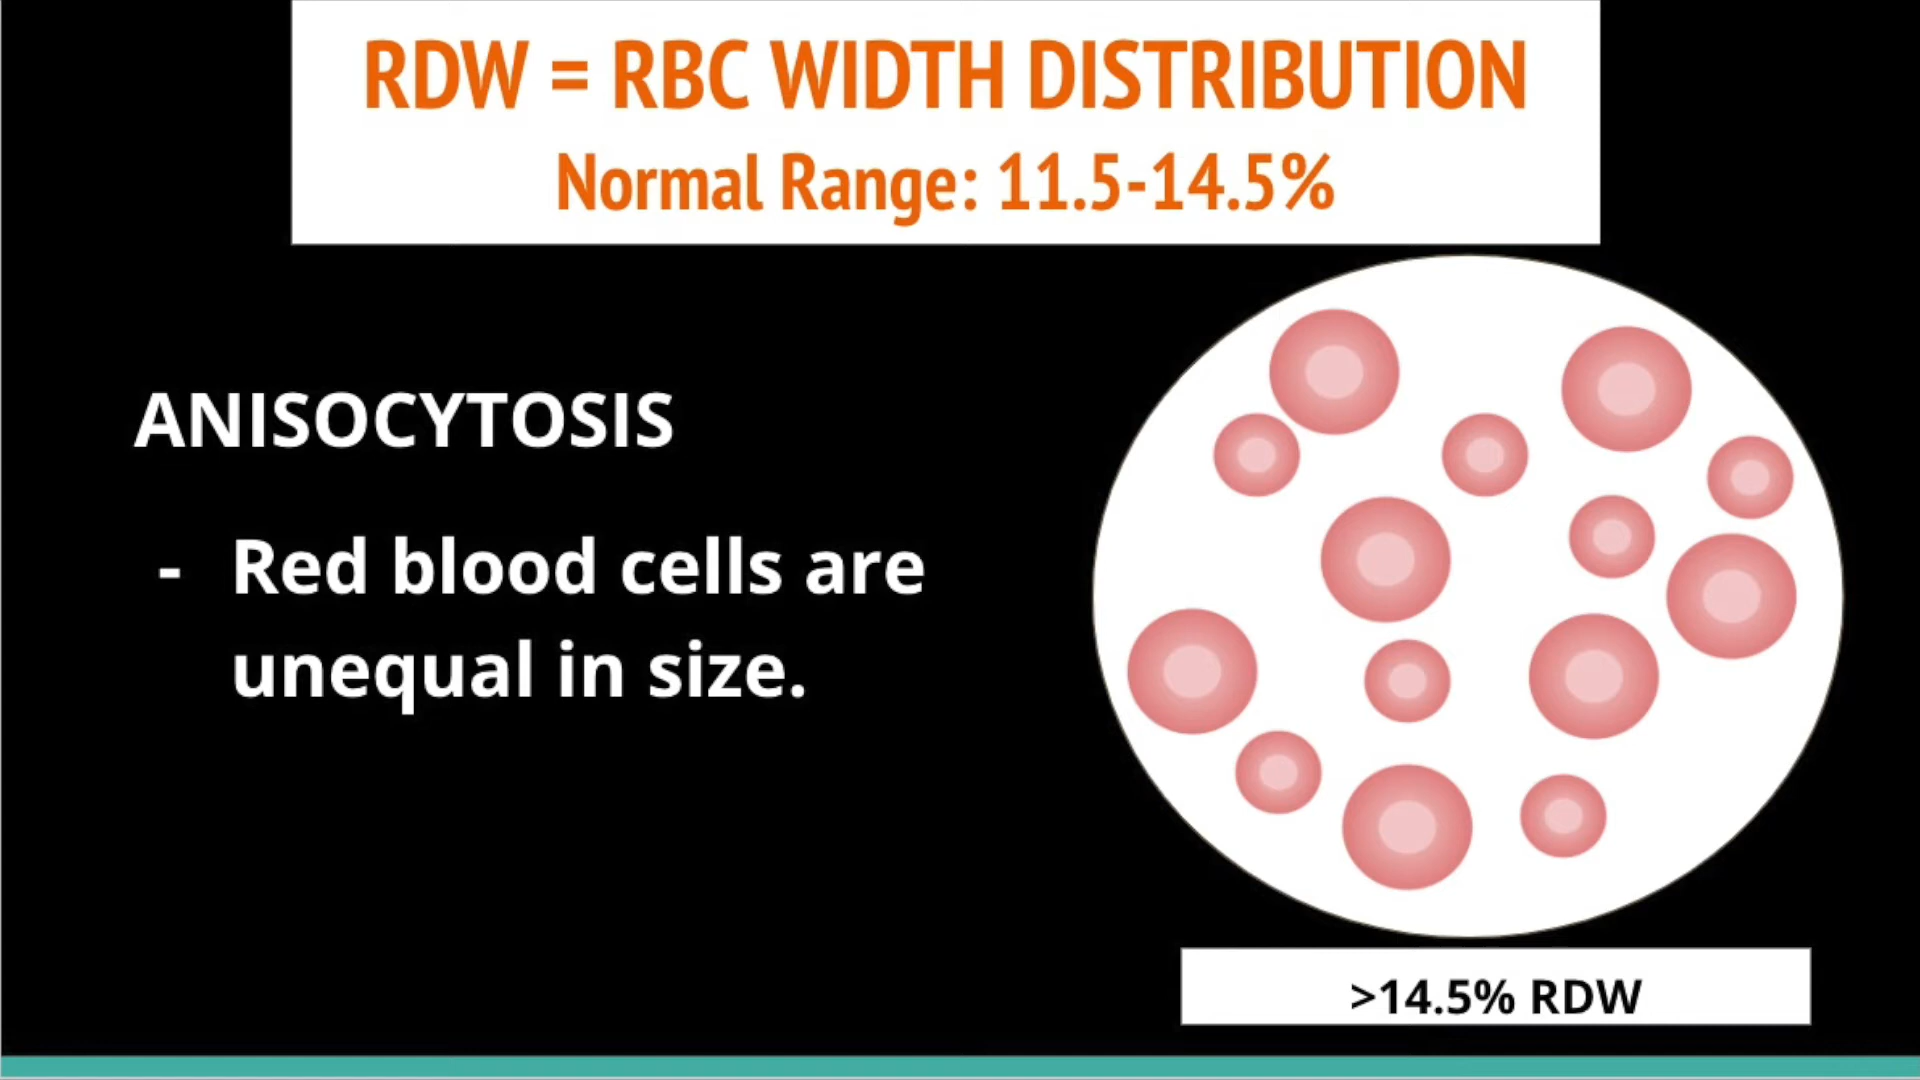 RDW = RBC WIDTH DISTRIBUTION
Normal Range: 11.5-14.5%
ANISOCYTOSIS
- Red blood cells are
unequal in size.
>14.5% RDW